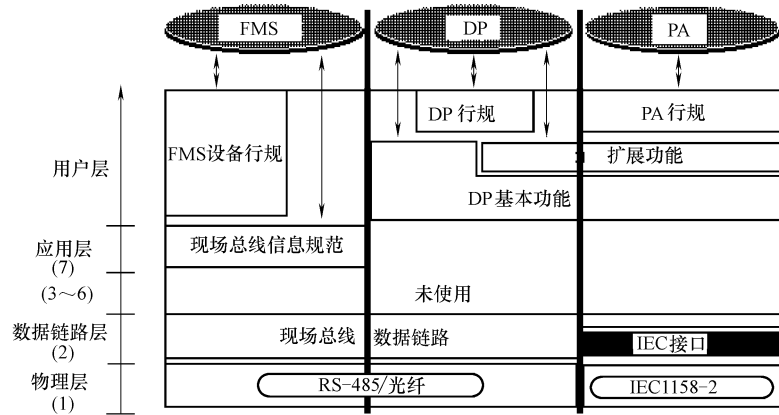 FMS
DP
PA
DP 行规
PA 行规
FMS设备行规
扩展功能
用户层
DP 基本功能
应用层
(7)
现场总线信息规范
(3～6)
未使用
数据链路层
(2)
现场总线 数据链路
IEC接口
物理层
(1)
RS-485/光纤
IEC1158-2